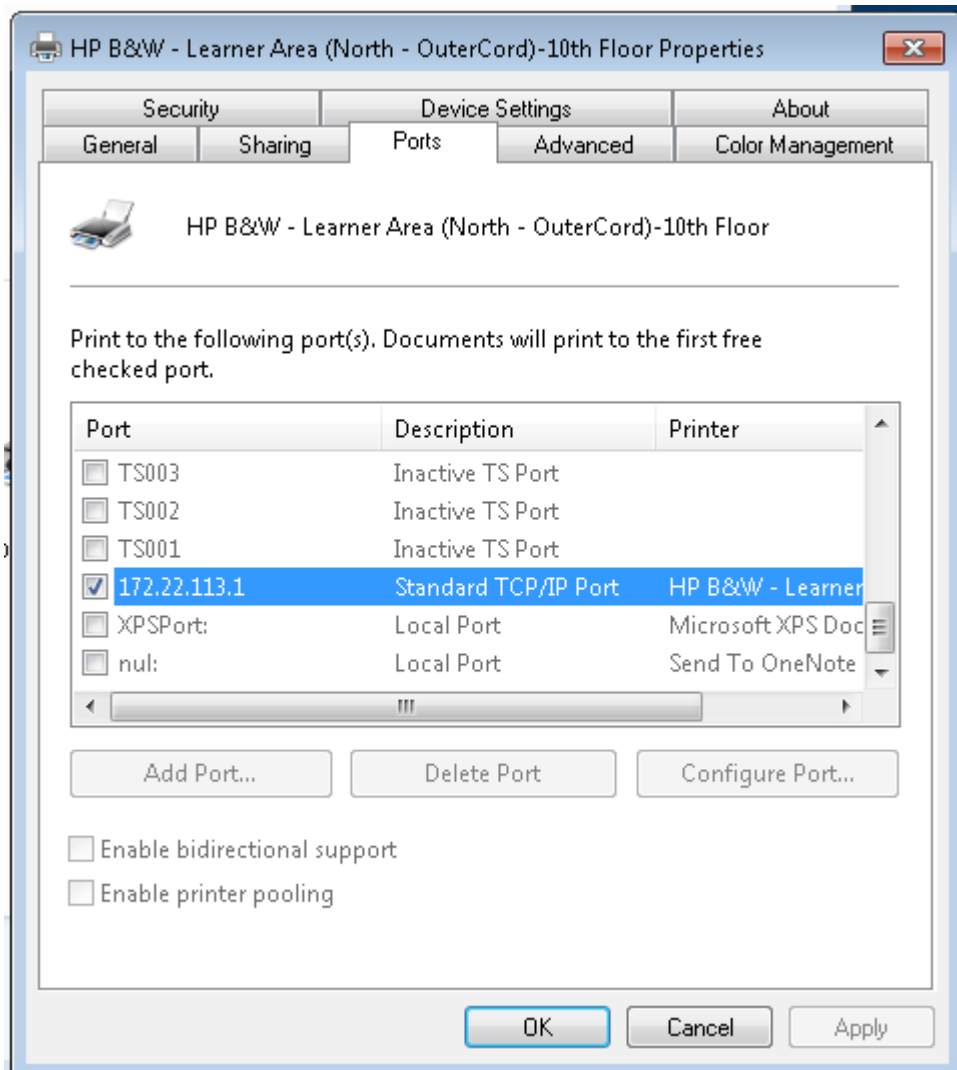 HP B&W - Learner Area (North - OuterCord)-10th Floor Properties
Security Device Settings About
General Sharing Ports Advanced Color Management
HP B&W - Learner Area (North - OuterCord)-10th Floor
Print to the following port(s). Documents will print to the first free
checked port.
Port Description Printer
TS003 Inactive TS Port
TS002 Inactive TS Port
TS001 Inactive TS Port
172.22.113.1 Standard TCP/IP Port HP B&W - Learner
XPSPort: Local Port Microsoft XPS Doc
nul: Local Port Send To OneNote
Add Port... Delete Port Configure Port...
Enable bidirectional support
Enable printer pooling
OK Cancel Apply